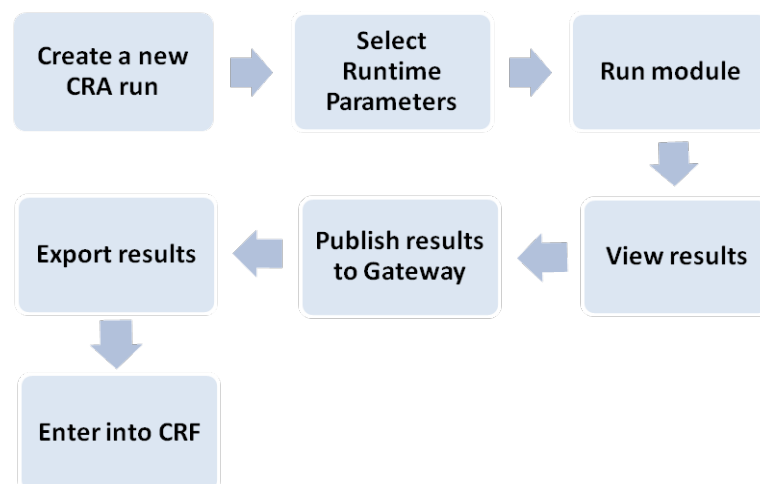 Create a new
CRA run
Select
Runtime
Parameters
Run module
View results
Publish results
to Gateway
Export results
Enter into CRF